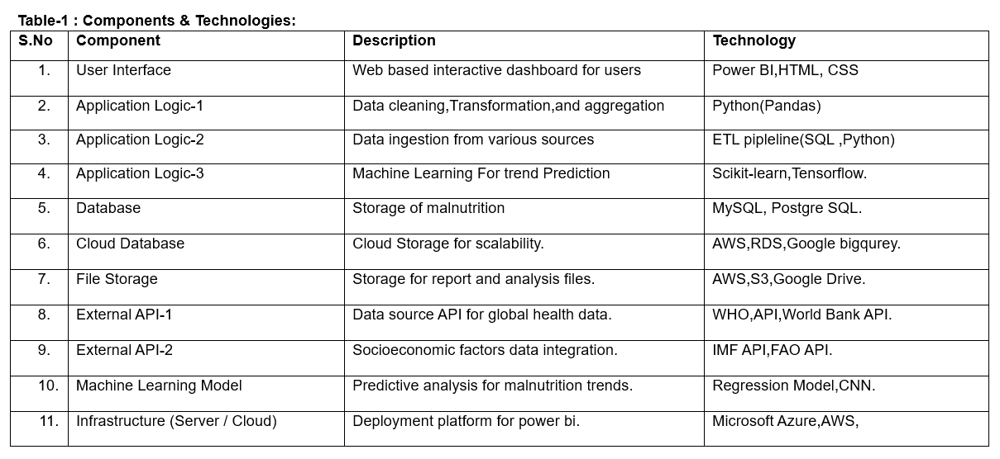 Table-1 : Components & Technologies:
S.No Component Description Technology
1. User Interface Web based interactive dashboard for users Power BI,HTML, CSS
2. Application Logic-1 Data cleaning,Transformation,and aggregation Python(Pandas)
3. Application Logic-2 Data ingestion from various sources ETL pipleline(SQL ,Python)
4. Application Logic-3 Machine Learning For trend Prediction Scikit-learn,Tensorflow.
5. Database Storage of malnutrition MySQL, Postgre SQL.
6. Cloud Database Cloud Storage for scalability. AWS,RDS,Google bigqurey.
7. File Storage Storage for report and analysis files. AWS,S3,Google Drive.
8. External API-1 Data source API for global health data. WHO,API,World Bank API.
9. External API-2 Socioeconomic factors data integration. IMF API,FAO API.
10. Machine Learning Model Predictive analysis for malnutrition trends. Regression Model,CNN.
11. Infrastructure (Server / Cloud) Deployment platform for power bi. Microsoft Azure,AWS,